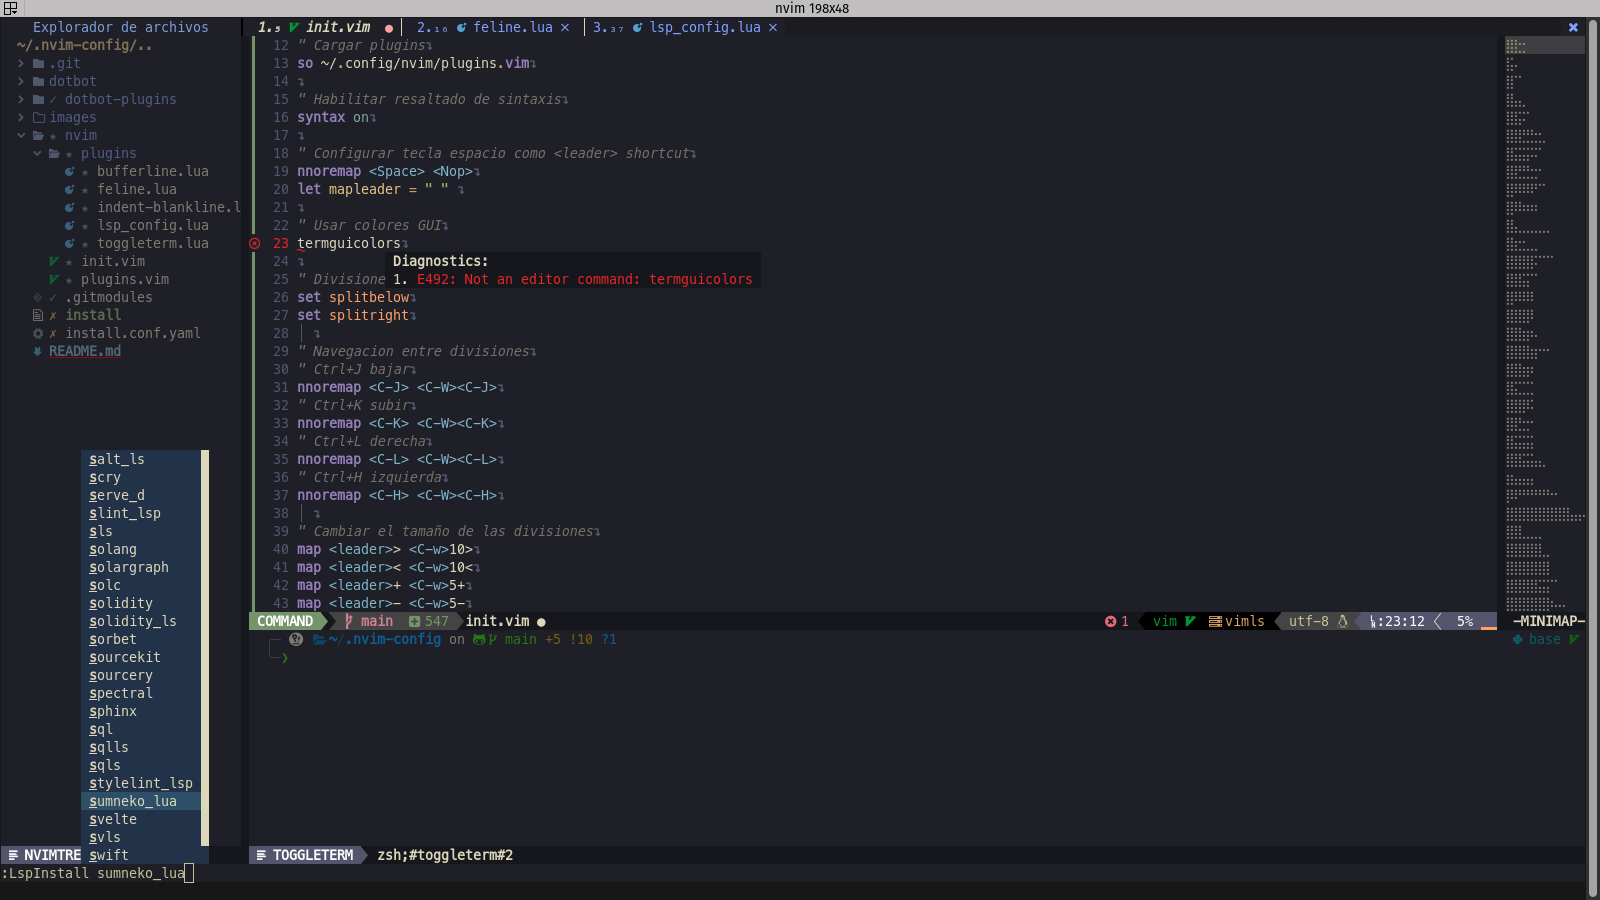 nvim 198x48
Explorador de archivos
~/.nvim-config/..
.git
dotbot
dotbot-plugins
images
nvim
plugins
bufferline.lua
feline.lua
indent-blankline.l
lsp_config.lua
toggleterm.lua
init.vim
plugins.vim
.gitmodules
install
install.conf.yaml
README.md
1.₅ init.vim ● 2.₁₆ feline.lua × 3.₃₇ lsp_config.lua ×
12 " Cargar plugins
13 so ~/.config/nvim/plugins.vim
14
15 " Habilitar resaltado de sintaxis
16 syntax on
17
18 " Configurar tecla espacio como <leader> shortcut
19 nnoremap <Space> <Nop>
20 let mapleader = " "
21
22 " Usar colores GUI
23 termguicolors
24
Diagnostics:
1. E492: Not an editor command: termguicolors
25 " Divisione
26 set splitbelow
27 set splitright
28
29 " Navegacion entre divisiones
30 " Ctrl+J bajar
31 nnoremap <C-J> <C-W><C-J>
32 " Ctrl+K subir
33 nnoremap <C-K> <C-W><C-K>
34 " Ctrl+L derecha
35 nnoremap <C-L> <C-W><C-L>
36 " Ctrl+H izquierda
37 nnoremap <C-H> <C-W><C-H>
38
39 " Cambiar el tamaño de las divisiones
40 map <leader>> <C-w>10>
41 map <leader>< <C-w>10<
42 map <leader>+ <C-w>5+
43 map <leader>- <C-w>5-
COMMAND main 547 init.vim ● 1 vim vimls utf-8 :23:12 5% -MINIMAP-
~/.nvim-config on main +5 !10 ?1 base
❯
salt_ls
scry
serve_d
slint_lsp
sls
solang
solargraph
solc
solidity
solidity_ls
sorbet
sourcekit
sourcery
spectral
sphinx
sql
sqlls
sqls
stylelint_lsp
sumneko_lua
svelte
svls
swift
NVIMTRE
TOGGLETERM zsh;#toggleterm#2
:LspInstall sumneko_lua